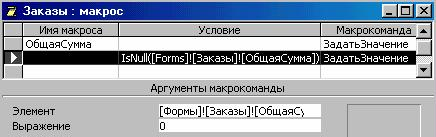 Заказы : макрос
Имя макроса Условие Макрокоманда
ОбщаяСумма ЗадатьЗначение
IsNull([Forms]![Заказы]![ОбщаяСумма]) ЗадатьЗначение
Аргументы макрокоманды
Элемент [Формы]![Заказы]![ОбщаяСу
Выражение 0